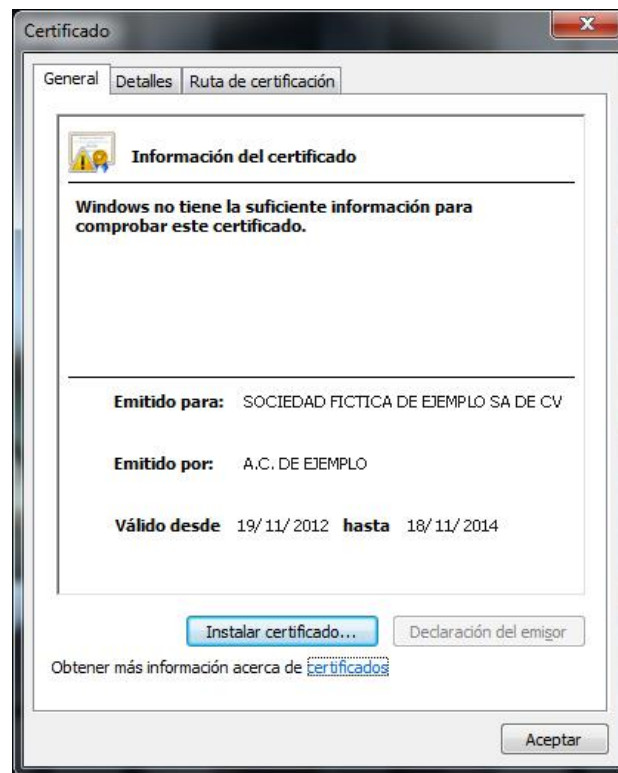 Certificado
General Detalles Ruta de certificación
Información del certificado
Windows no tiene la suficiente información para
comprobar este certificado.
Emitido para: SOCIEDAD FICTICA DE EJEMPLO SA DE CV
Emitido por: A.C. DE EJEMPLO
Válido desde 19/11/2012 hasta 18/11/2014
Instalar certificado... Declaración del emisor
Obtener más información acerca de certificados
Aceptar